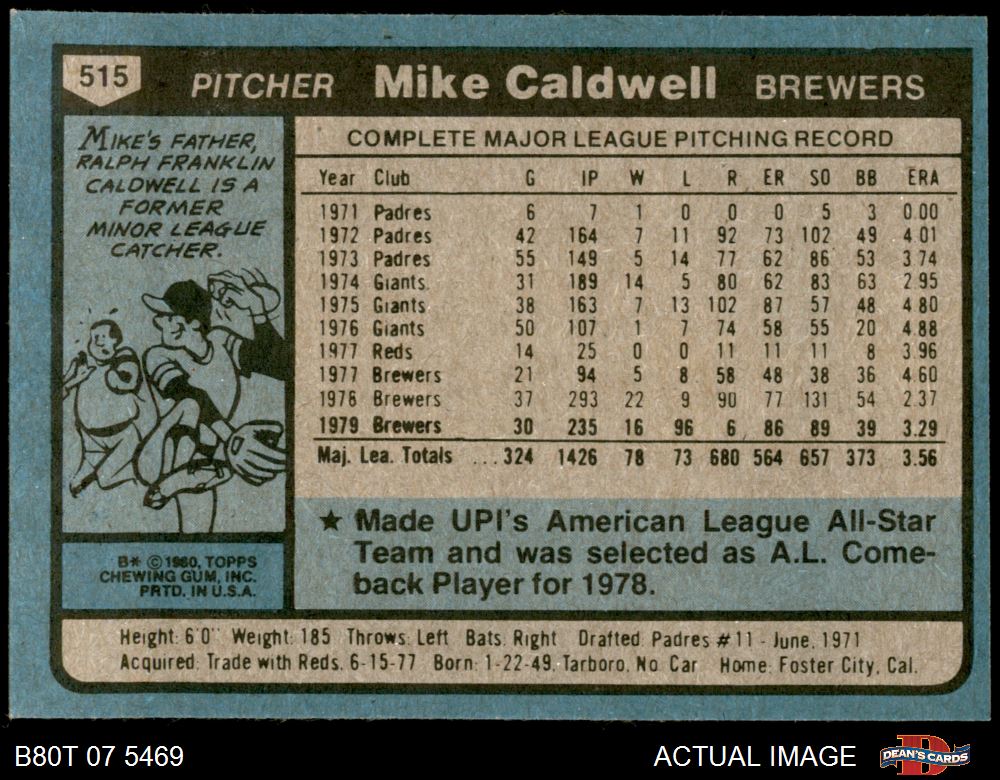 515 PITCHER Mike Caldwell BREWERS
MIKE'S FATHER,
RALPH FRANKLIN
CALDWELL IS A
FORMER
MINOR LEAGUE
CATCHER.
B* © 1980, TOPPS
CHEWING GUM, INC.
PRTD. IN U.S.A.
COMPLETE MAJOR LEAGUE PITCHING RECORD
Year Club G IP W L R ER SO BB ERA
1971 Padres 6 7 1 0 0 0 5 3 0.00
1972 Padres 42 164 7 11 92 73 102 49 4.01
1973 Padres 55 149 5 14 77 62 86 53 3.74
1974 Giants 31 189 14 5 80 62 83 63 2.95
1975 Giants 38 163 7 13 102 87 57 48 4.80
1976 Giants 50 107 1 7 74 58 55 20 4.88
1977 Reds 14 25 0 0 11 11 11 8 3.96
1977 Brewers 21 94 5 8 58 48 38 36 4.60
1978 Brewers 37 293 22 9 90 77 131 54 2.37
1979 Brewers 30 235 16 96 6 86 89 39 3.29
Maj. Lea. Totals ...324 1426 78 73 680 564 657 373 3.56
★ Made UPI's American League All-Star
Team and was selected as A.L. Come-
back Player for 1978.
Height: 6'0" Weight: 185 Throws: Left Bats: Right Drafted: Padres #11 - June, 1971
Acquired: Trade with Reds, 6-15-77 Born: 1-22-49, Tarboro, No. Car Home: Foster City, Cal.
B80T 07 5469 ACTUAL IMAGE DEAN'S CARDS